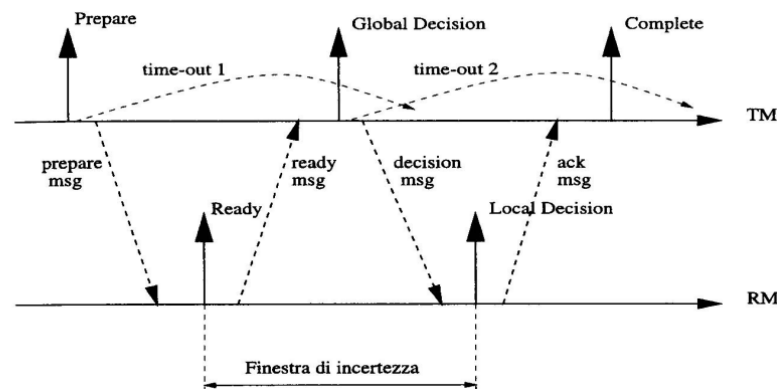 Prepare
Global Decision
Complete
time-out 1
time-out 2
TM
prepare
msg
ready
msg
decision
msg
ack
msg
Ready
Local Decision
RM
Finestra di incertezza